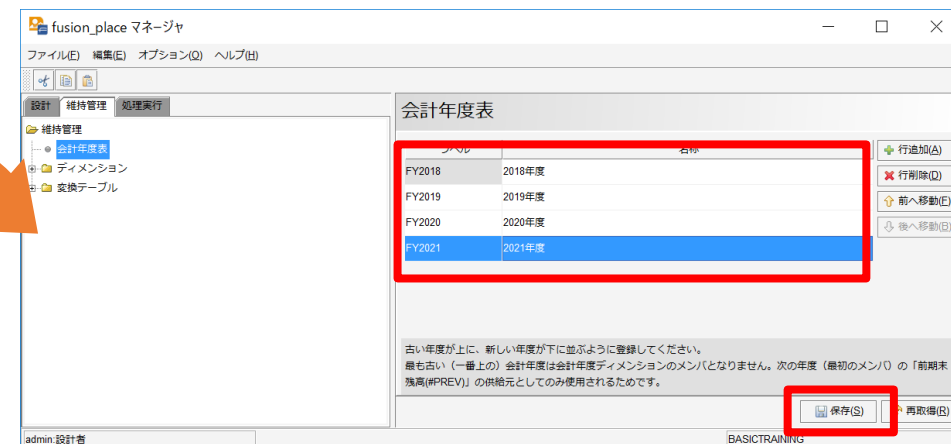 fusion_place マネージャ
ファイル(F) 編集(E) オプション(O) ヘルプ(H)
設計 維持管理 処理実行
維持管理
会計年度表
ディメンション
変換テーブル
会計年度表
ラベル 名称
FY2018 2018年度
FY2019 2019年度
FY2020 2020年度
FY2021 2021年度
行追加(A)
行削除(D)
前へ移動(F)
後へ移動(B)
古い年度が上に、新しい年度が下に並ぶように登録してください。
最も古い（一番上の）会計年度は会計年度ディメンションのメンバとなりません。次の年度（最初のメンバ）の「前期末
残高(#PREV)」の供給元としてのみ使用されるためです。
保存(S) 再取得(R)
admin:設計者 BASICTRAINING